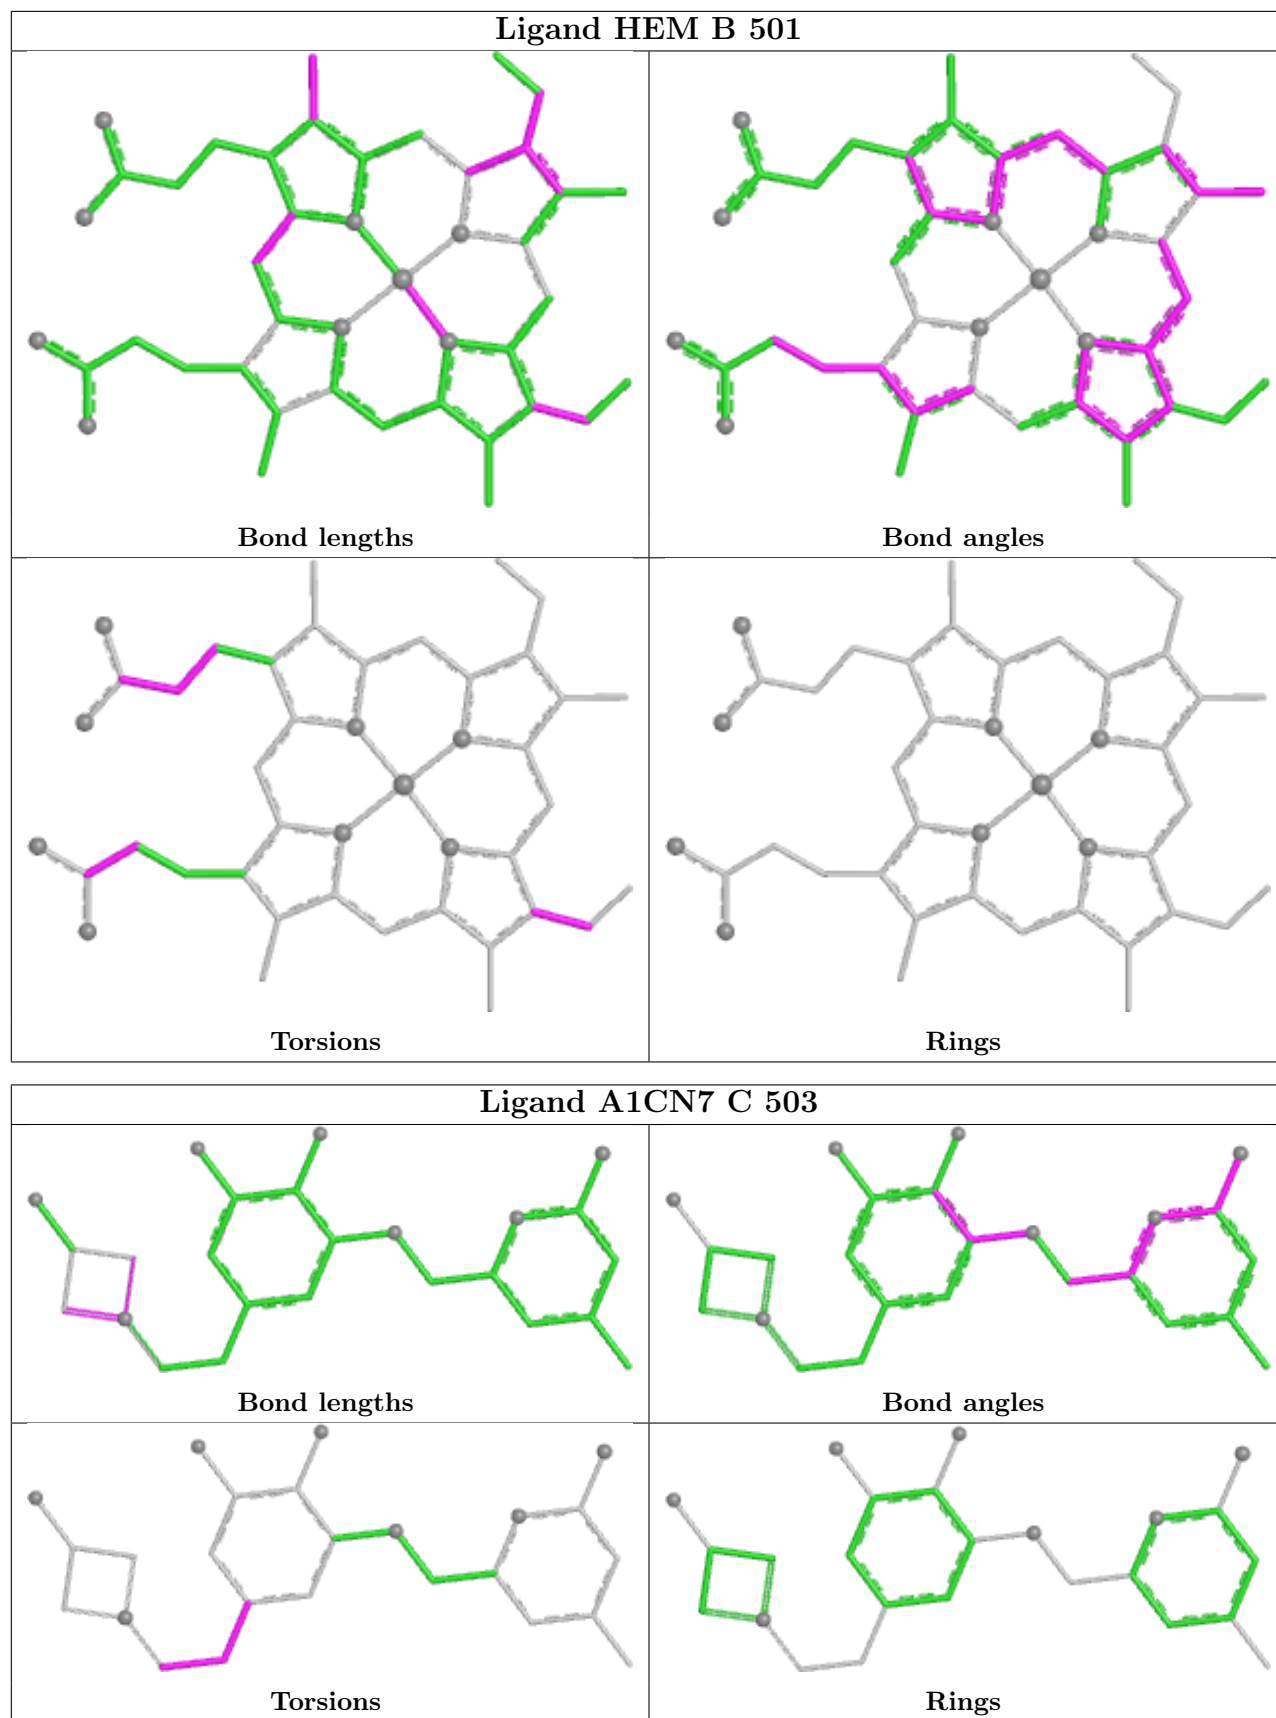 Ligand HEM B 501
Bond lengths
Bond angles
Torsions
Rings
Ligand A1CN7 C 503
Bond lengths
Bond angles
Torsions
Rings